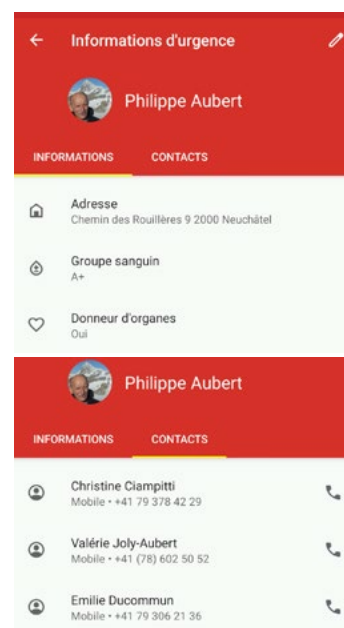 Informations d'urgence
Philippe Aubert
INFORMATIONS CONTACTS
Adresse
Chemin des Rouillères 9 2000 Neuchâtel
Groupe sanguin
A+
Donneur d'organes
Oui
Philippe Aubert
INFORMATIONS CONTACTS
Christine Ciampitti
Mobile • +41 79 378 42 29
Valérie Joly-Aubert
Mobile • +41 (78) 602 50 52
Emilie Ducommun
Mobile • +41 79 306 21 36